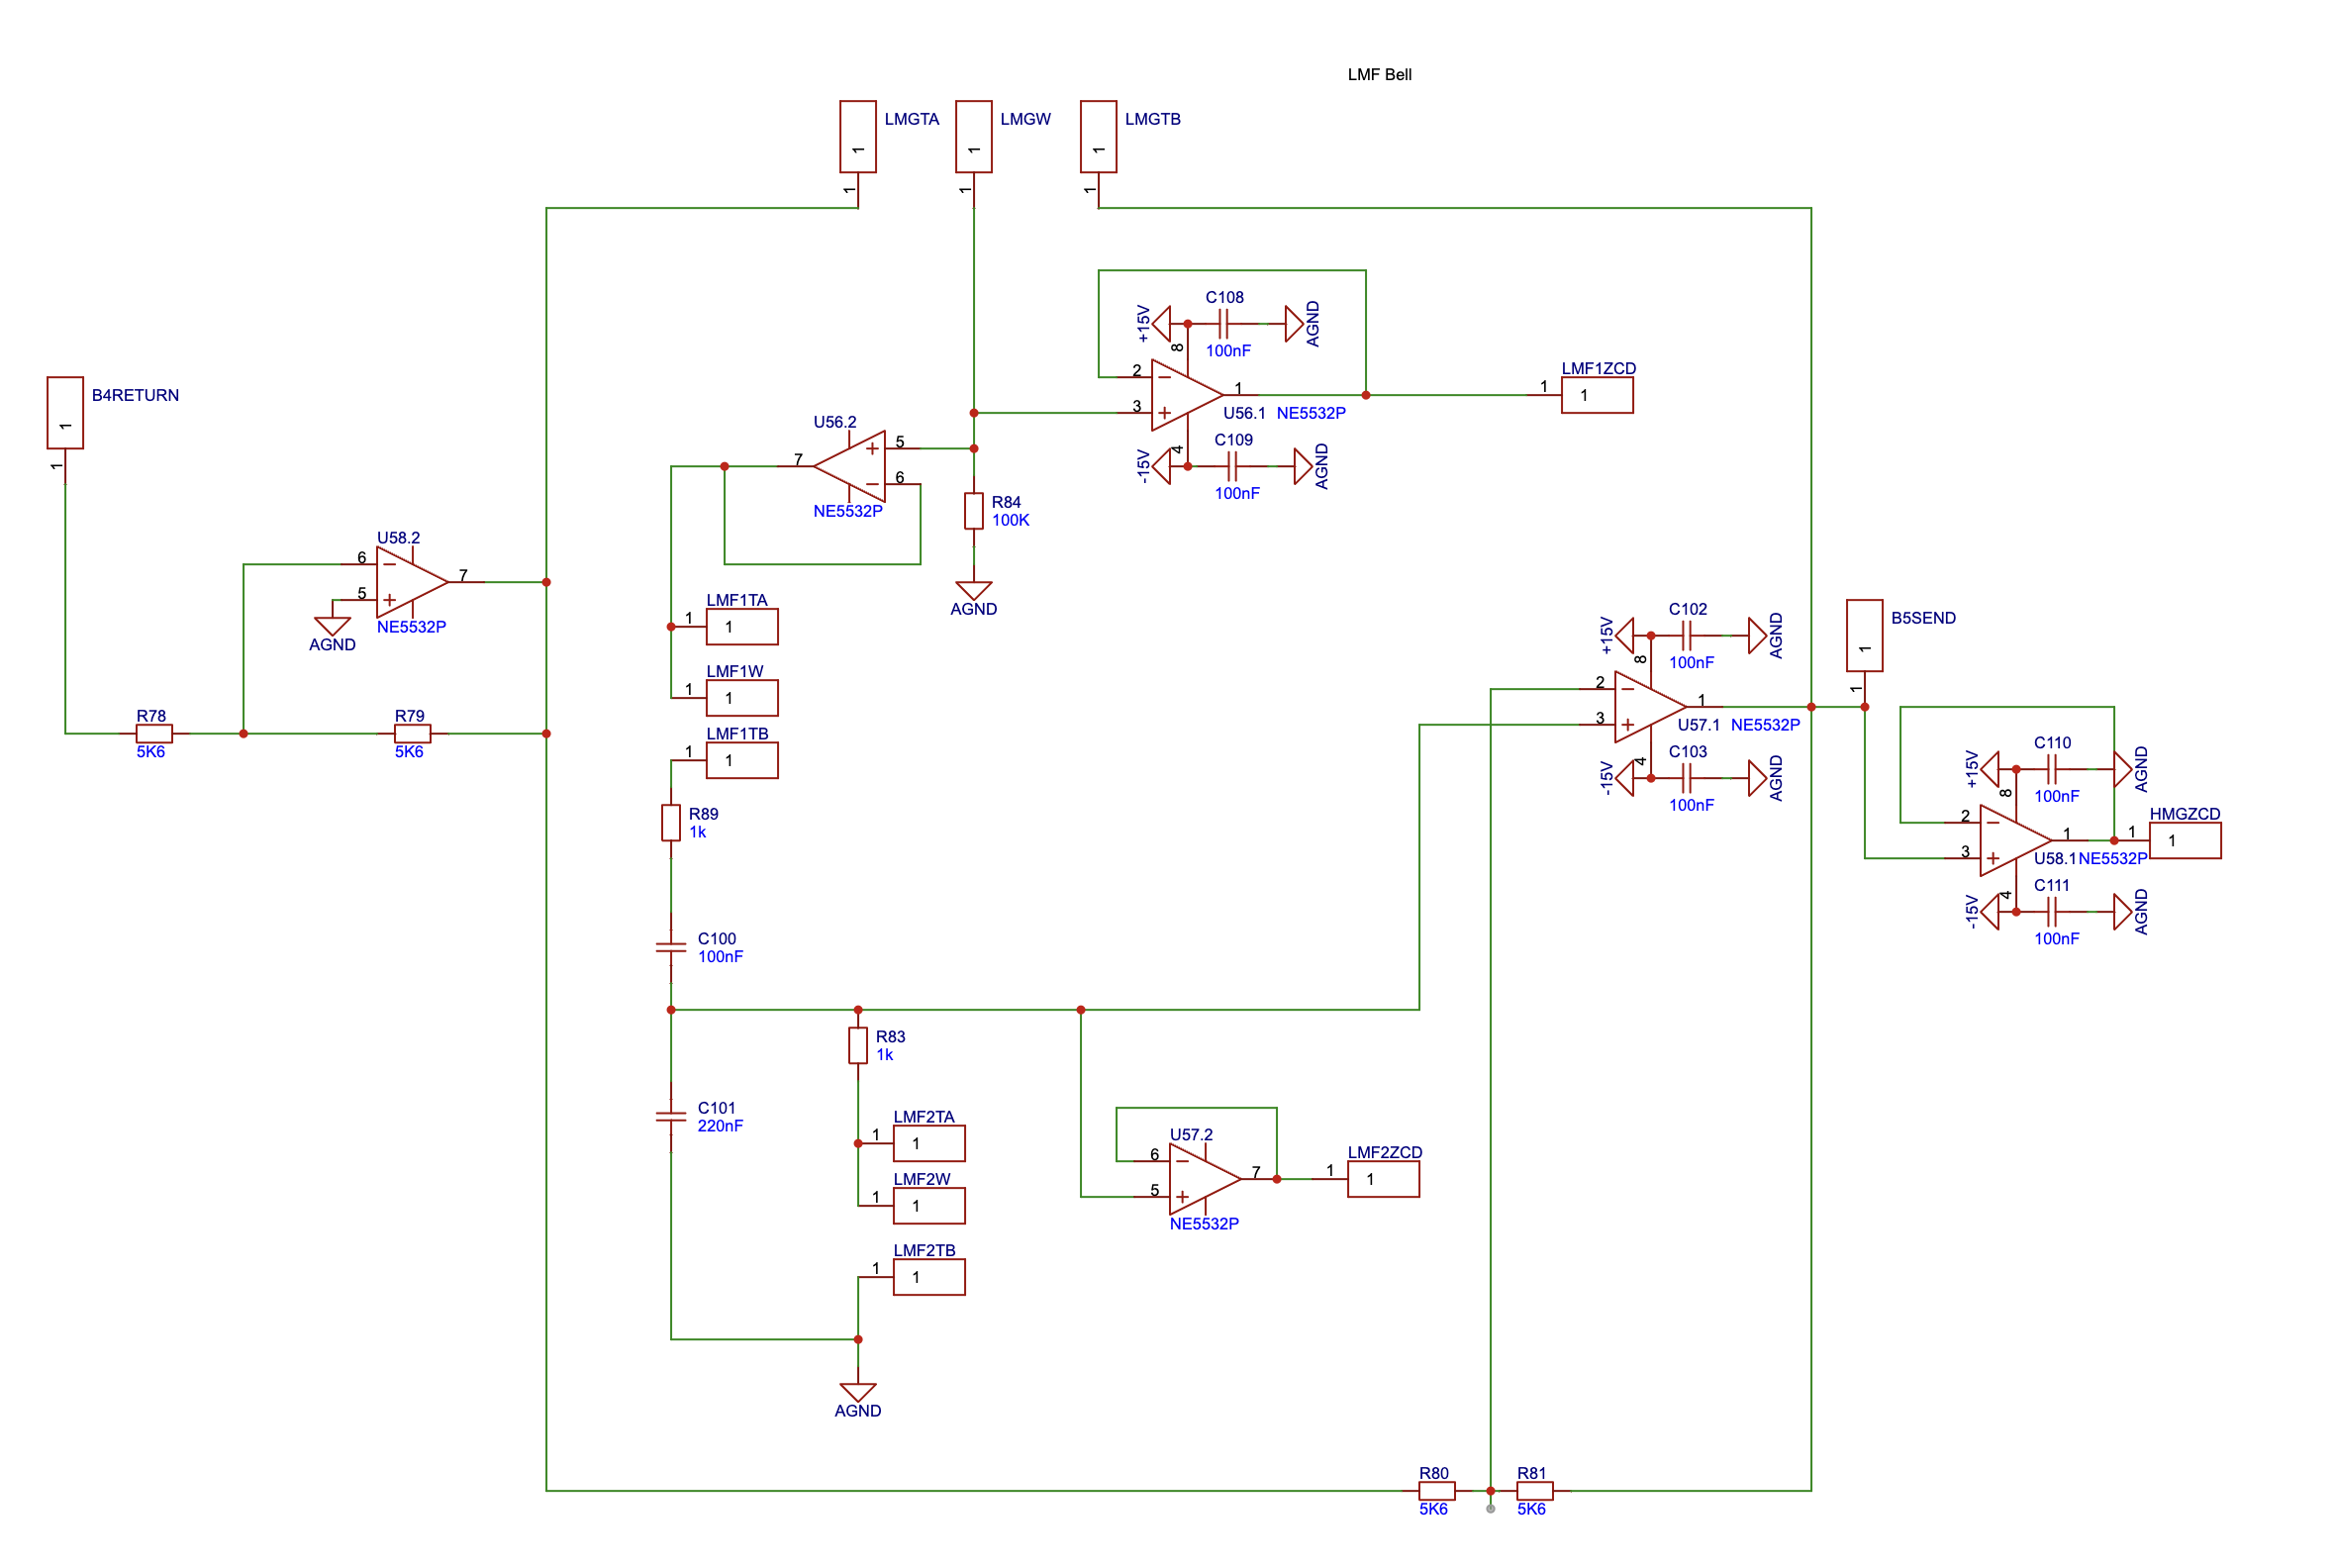 LMF Bell
LMGTA
LMGW
LMGTB
1
1
1
1
1
1
C108
+15V
AGND
100nF
8
2
3
1
U56.1 NE5532P
4
C109
-15V
AGND
100nF
LMF1ZCD
1
1
B4RETURN
1
1
U56.2
5
6
7
NE5532P
R84
100K
AGND
U58.2
6
5
7
NE5532P
AGND
LMF1TA
1
1
LMF1W
1
1
LMF1TB
1
1
R78
5K6
R79
5K6
C102
+15V
AGND
100nF
8
2
3
1
U57.1 NE5532P
4
C103
-15V
AGND
100nF
B5SEND
1
1
C110
+15V
AGND
100nF
8
2
3
1
U58.1NE5532P
4
C111
-15V
AGND
100nF
HMGZCD
1
1
R89
1k
C100
100nF
R83
1k
C101
220nF
LMF2TA
1
1
LMF2W
1
1
LMF2TB
1
1
U57.2
6
5
7
NE5532P
LMF2ZCD
1
1
AGND
R80
5K6
R81
5K6